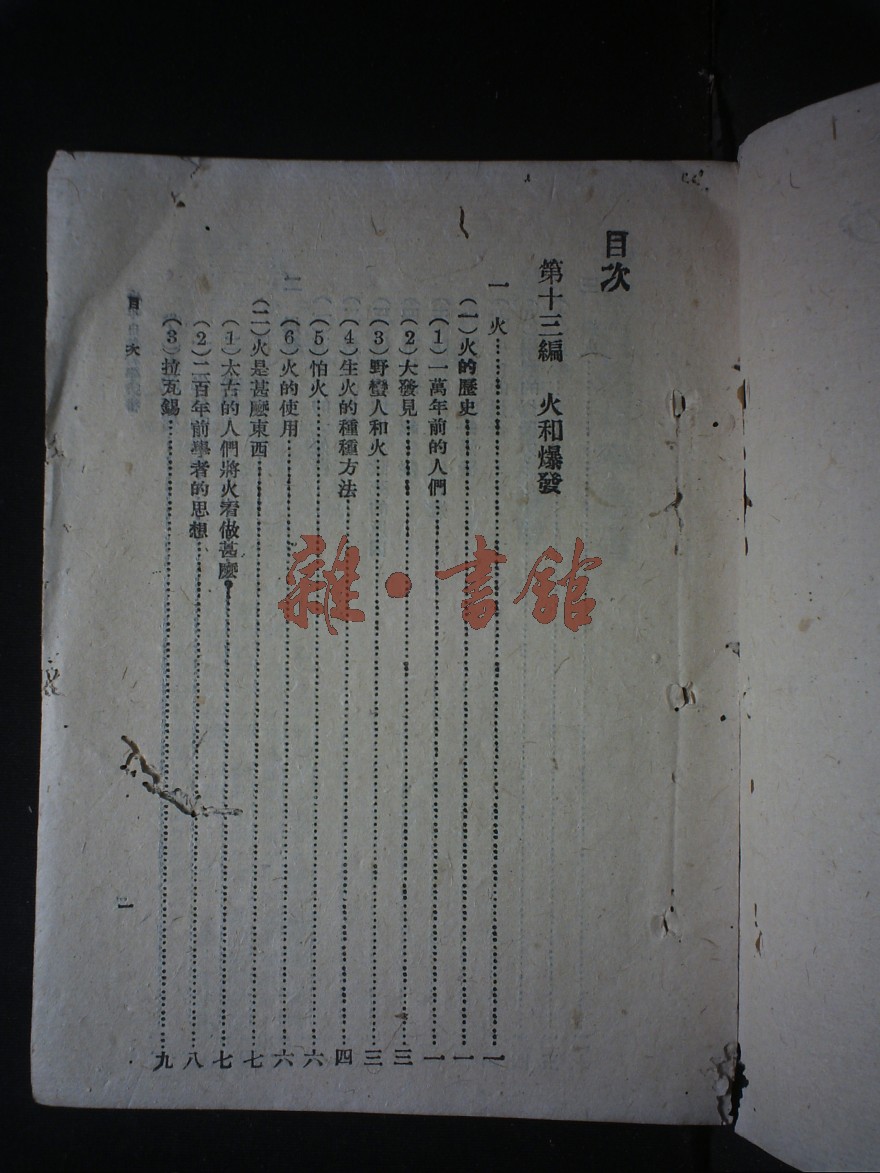 目次
第十三編　火和爆發
一　火……一
（一）火的歷史……一
（1）一萬年前的人們……一
（2）大發見……三
（3）野蠻人和火……三
（4）生火的種種方法……四
（5）怕火……六
（6）火的使用……六
（二）火是甚麼東西……七
（1）太古的人們將火看做甚麼……七
（2）二百年前學者的思想……八
（3）拉瓦錫……九
目次
一
雜·書館